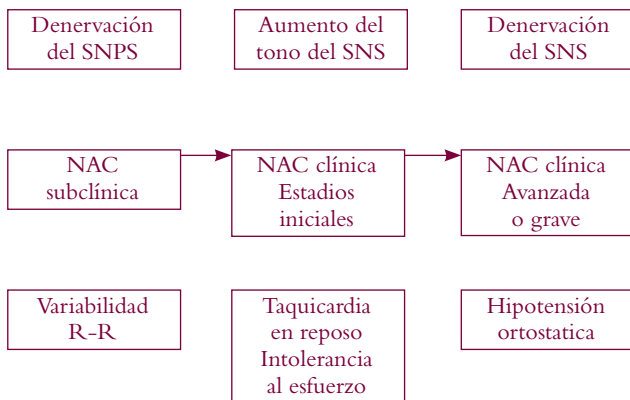 Denervación
del SNPS
Aumento del
tono del SNS
Denervación
del SNS
NAC
subclínica
NAC clínica
Estadios
iniciales
NAC clínica
Avanzada
o grave
Variabilidad
R-R
Taquicardia
en reposo
Intolerancia
al esfuerzo
Hipotensión
ortostatica